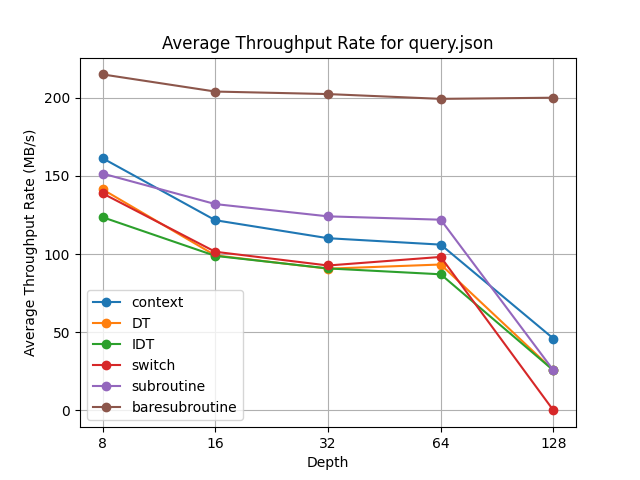 Average Throughput Rate for query.json
Average Throughput Rate (MB/s)
200
150
100
50
0
context
DT
IDT
switch
subroutine
baresubroutine
8 16 32 64 128
Depth